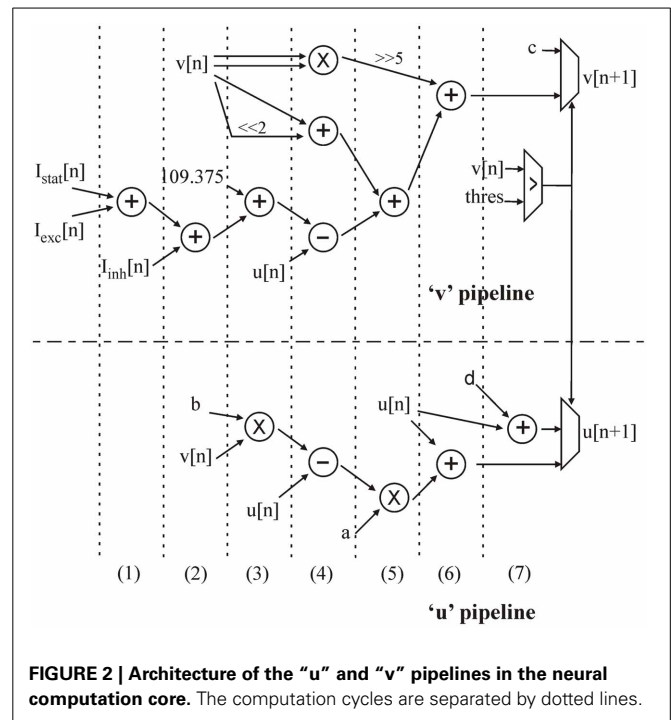 v[n]
X
>>5
c
v[n+1]
+
<<2
+
I_stat[n]
109.375
v[n]
thres
>
+
+
+
I_exc[n]
+
−
I_inh[n]
u[n]
'v' pipeline
b
u[n]
d
X
+
u[n+1]
v[n]
−
+
u[n]
X
a
(1) (2) (3) (4) (5) (6) (7)
'u' pipeline
FIGURE 2 | Architecture of the "u" and "v" pipelines in the neural
computation core. The computation cycles are separated by dotted lines.